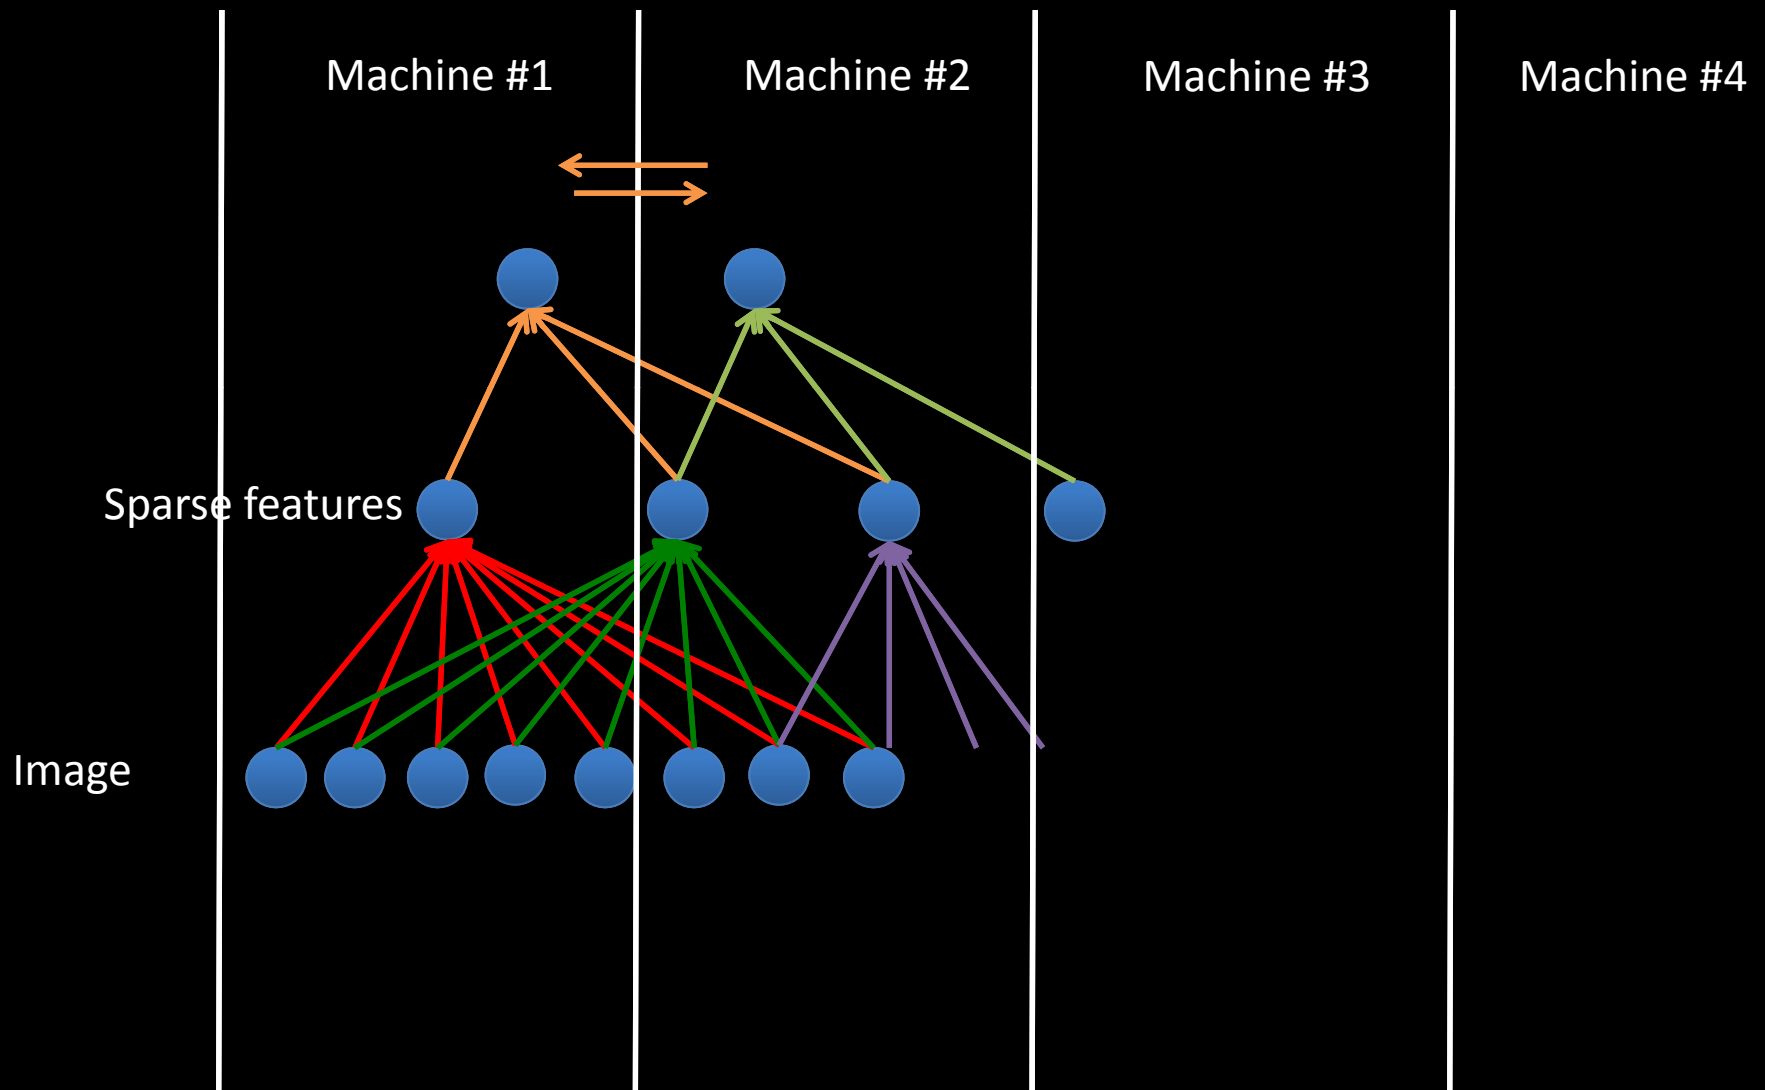 Machine #1
Machine #2
Machine #3
Machine #4
Sparse features
Image